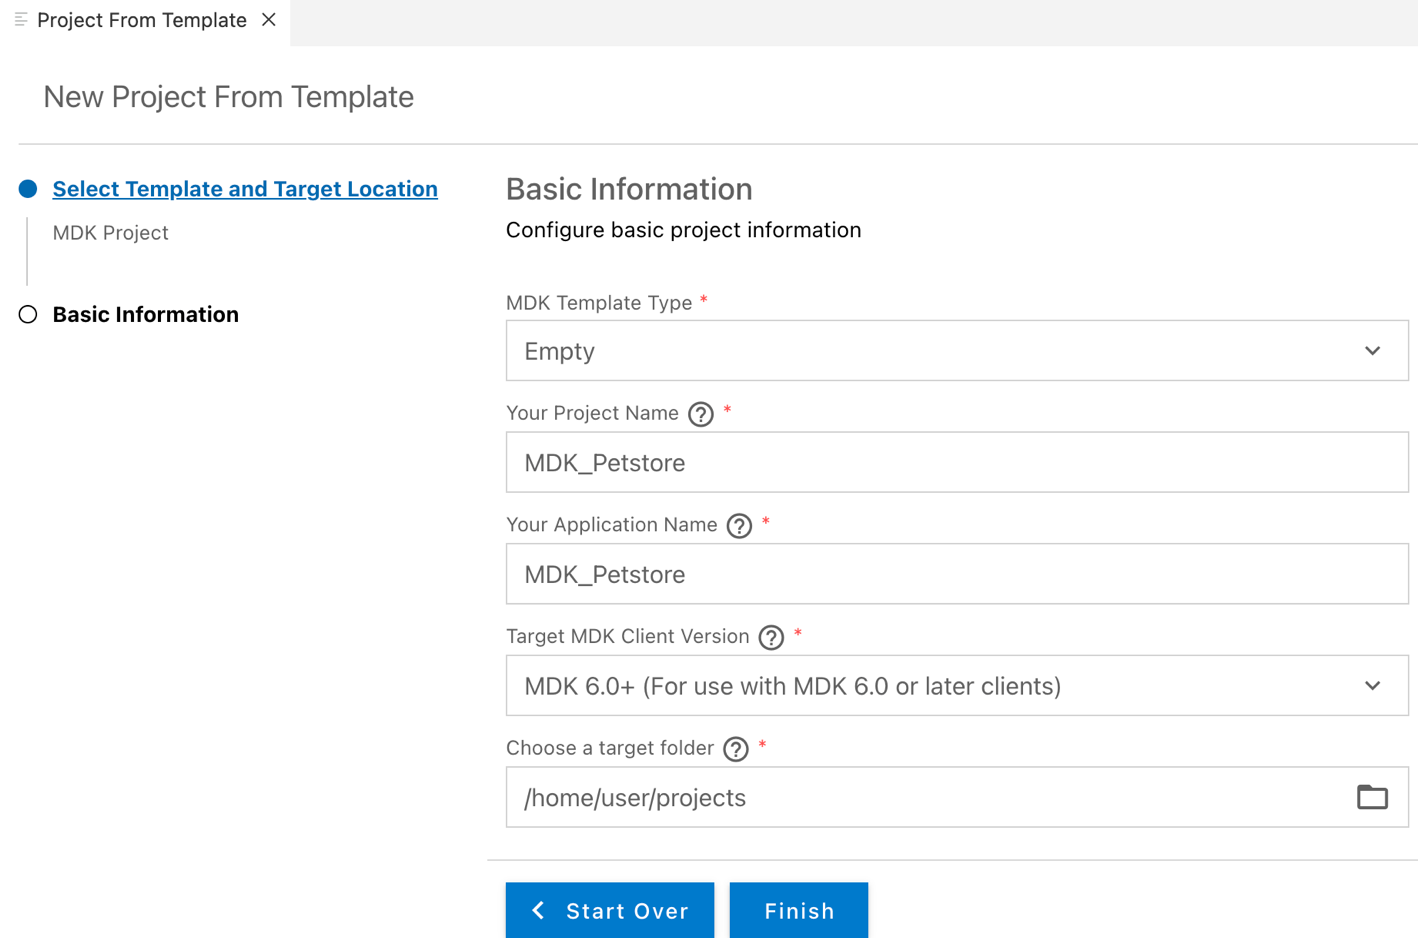 Project From Template
New Project From Template
Select Template and Target Location
MDK Project
Basic Information
Basic Information
Configure basic project information
MDK Template Type *
Empty
Your Project Name ? *
MDK_Petstore
Your Application Name ? *
MDK_Petstore
Target MDK Client Version ? *
MDK 6.0+ (For use with MDK 6.0 or later clients)
Choose a target folder ? *
/home/user/projects
Start Over
Finish